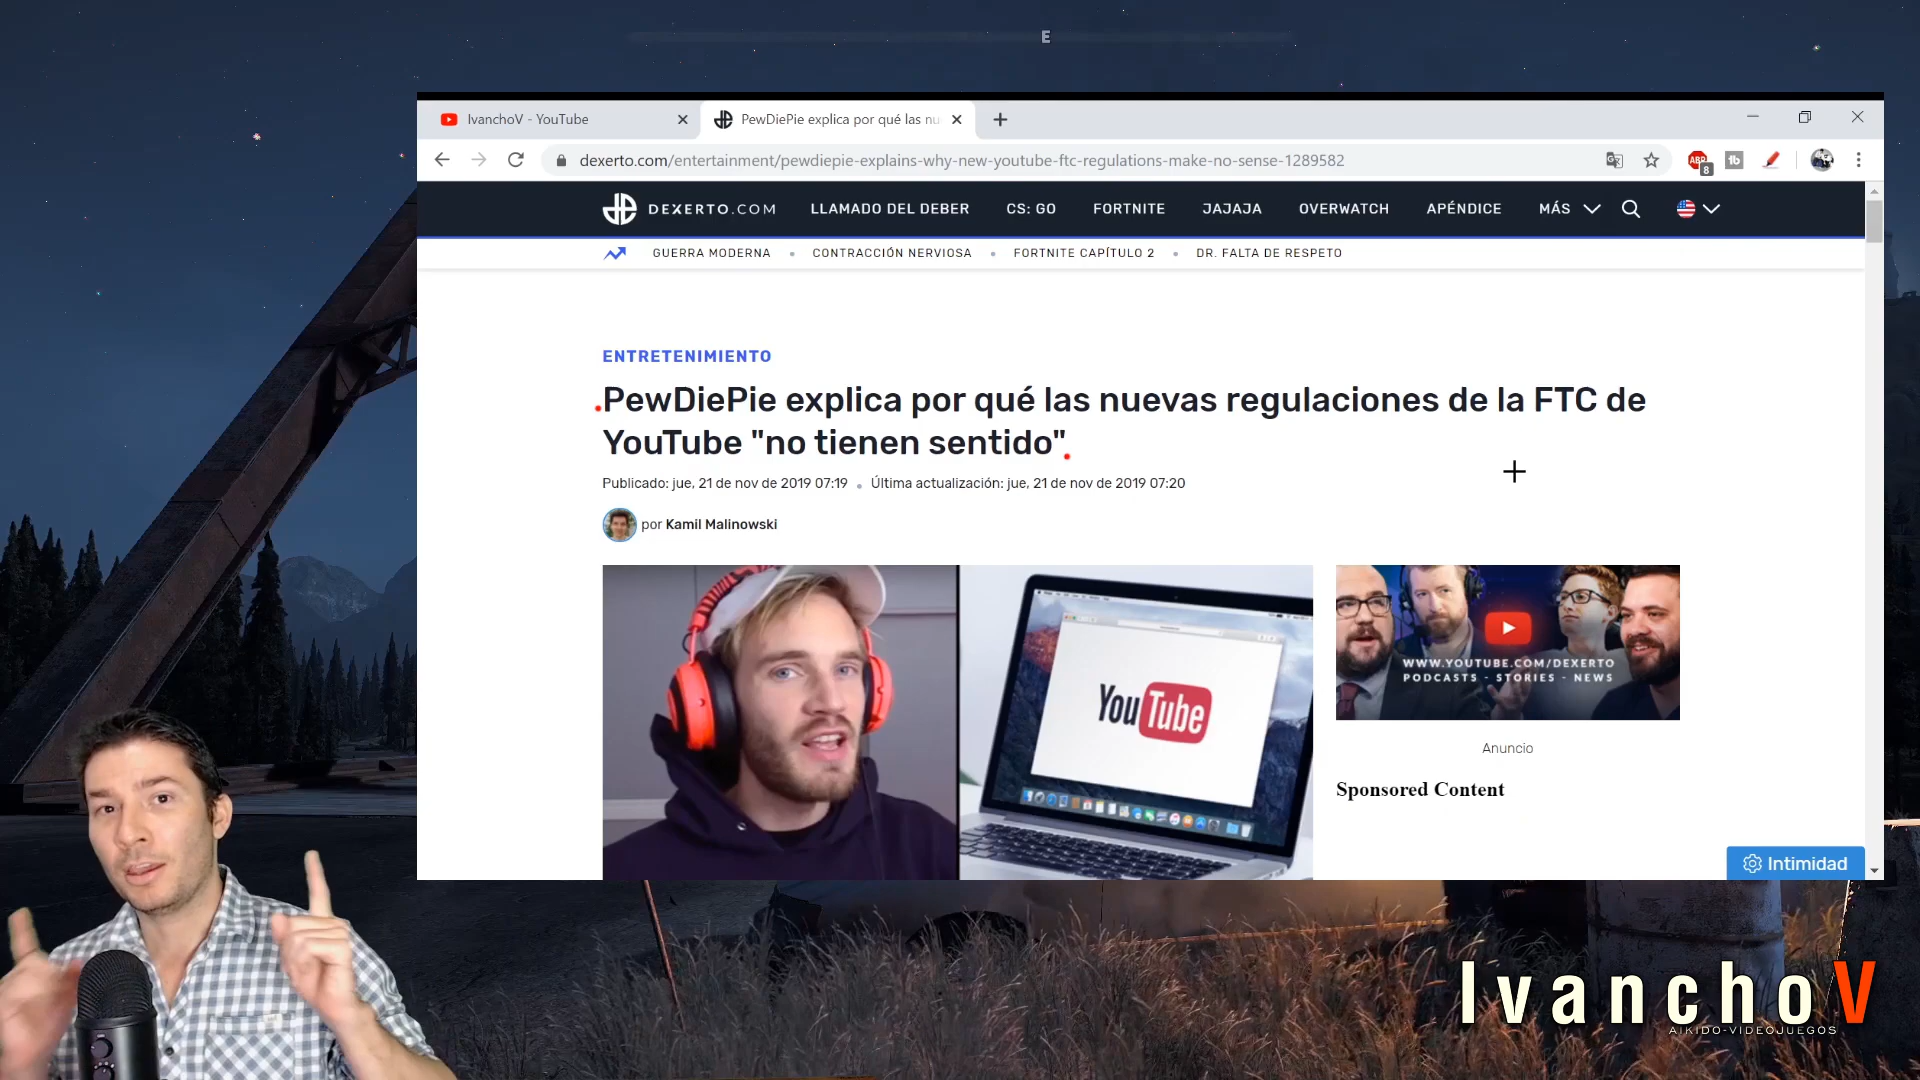 E
IvanchoV - YouTube
PewDiePie explica por qué las nu
dexerto.com/entertainment/pewdiepie-explains-why-new-youtube-ftc-regulations-make-no-sense-1289582
ABP
8
tb
DEXERTO.COM
LLAMADO DEL DEBER
CS: GO
FORTNITE
JAJAJA
OVERWATCH
APÉNDICE
MÁS
GUERRA MODERNA
CONTRACCIÓN NERVIOSA
FORTNITE CAPÍTULO 2
DR. FALTA DE RESPETO
ENTRETENIMIENTO
PewDiePie explica por qué las nuevas regulaciones de la FTC de
YouTube "no tienen sentido"
Publicado: jue, 21 de nov de 2019 07:19 • Última actualización: jue, 21 de nov de 2019 07:20
por Kamil Malinowski
YouTube
WWW.YOUTUBE.COM/DEXERTO
PODCASTS - STORIES - NEWS
Anuncio
Sponsored Content
Intimidad
IvanchoV
AIKIDO-VIDEOJUEGOS